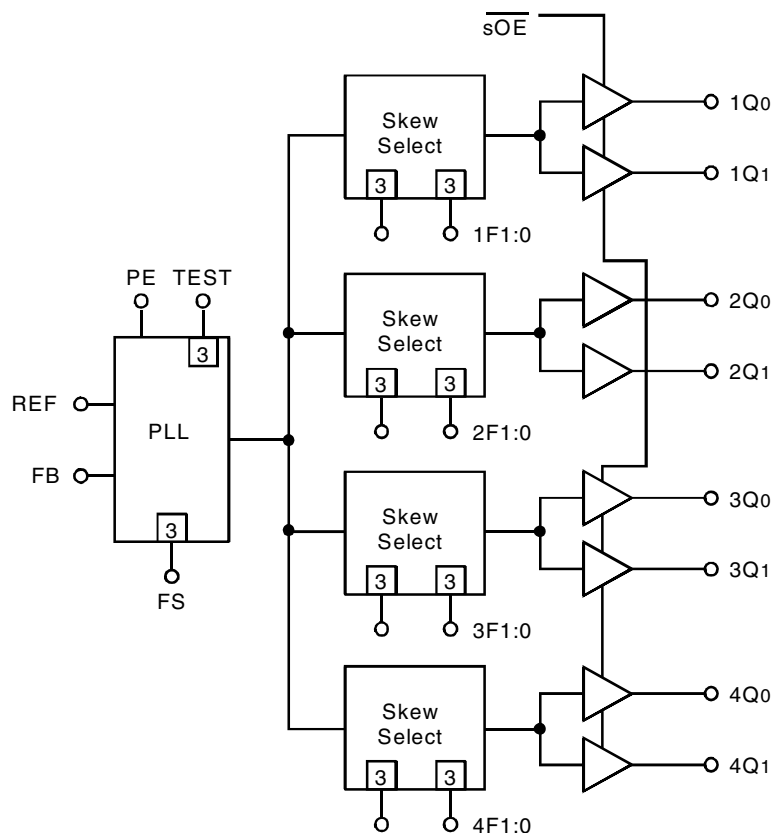 sOE
Skew
Select
3
3
1F1:0
1Q0
1Q1
PE
TEST
3
REF
FB
PLL
3
FS
Skew
Select
3
3
2F1:0
2Q0
2Q1
Skew
Select
3
3
3F1:0
3Q0
3Q1
Skew
Select
3
3
4F1:0
4Q0
4Q1